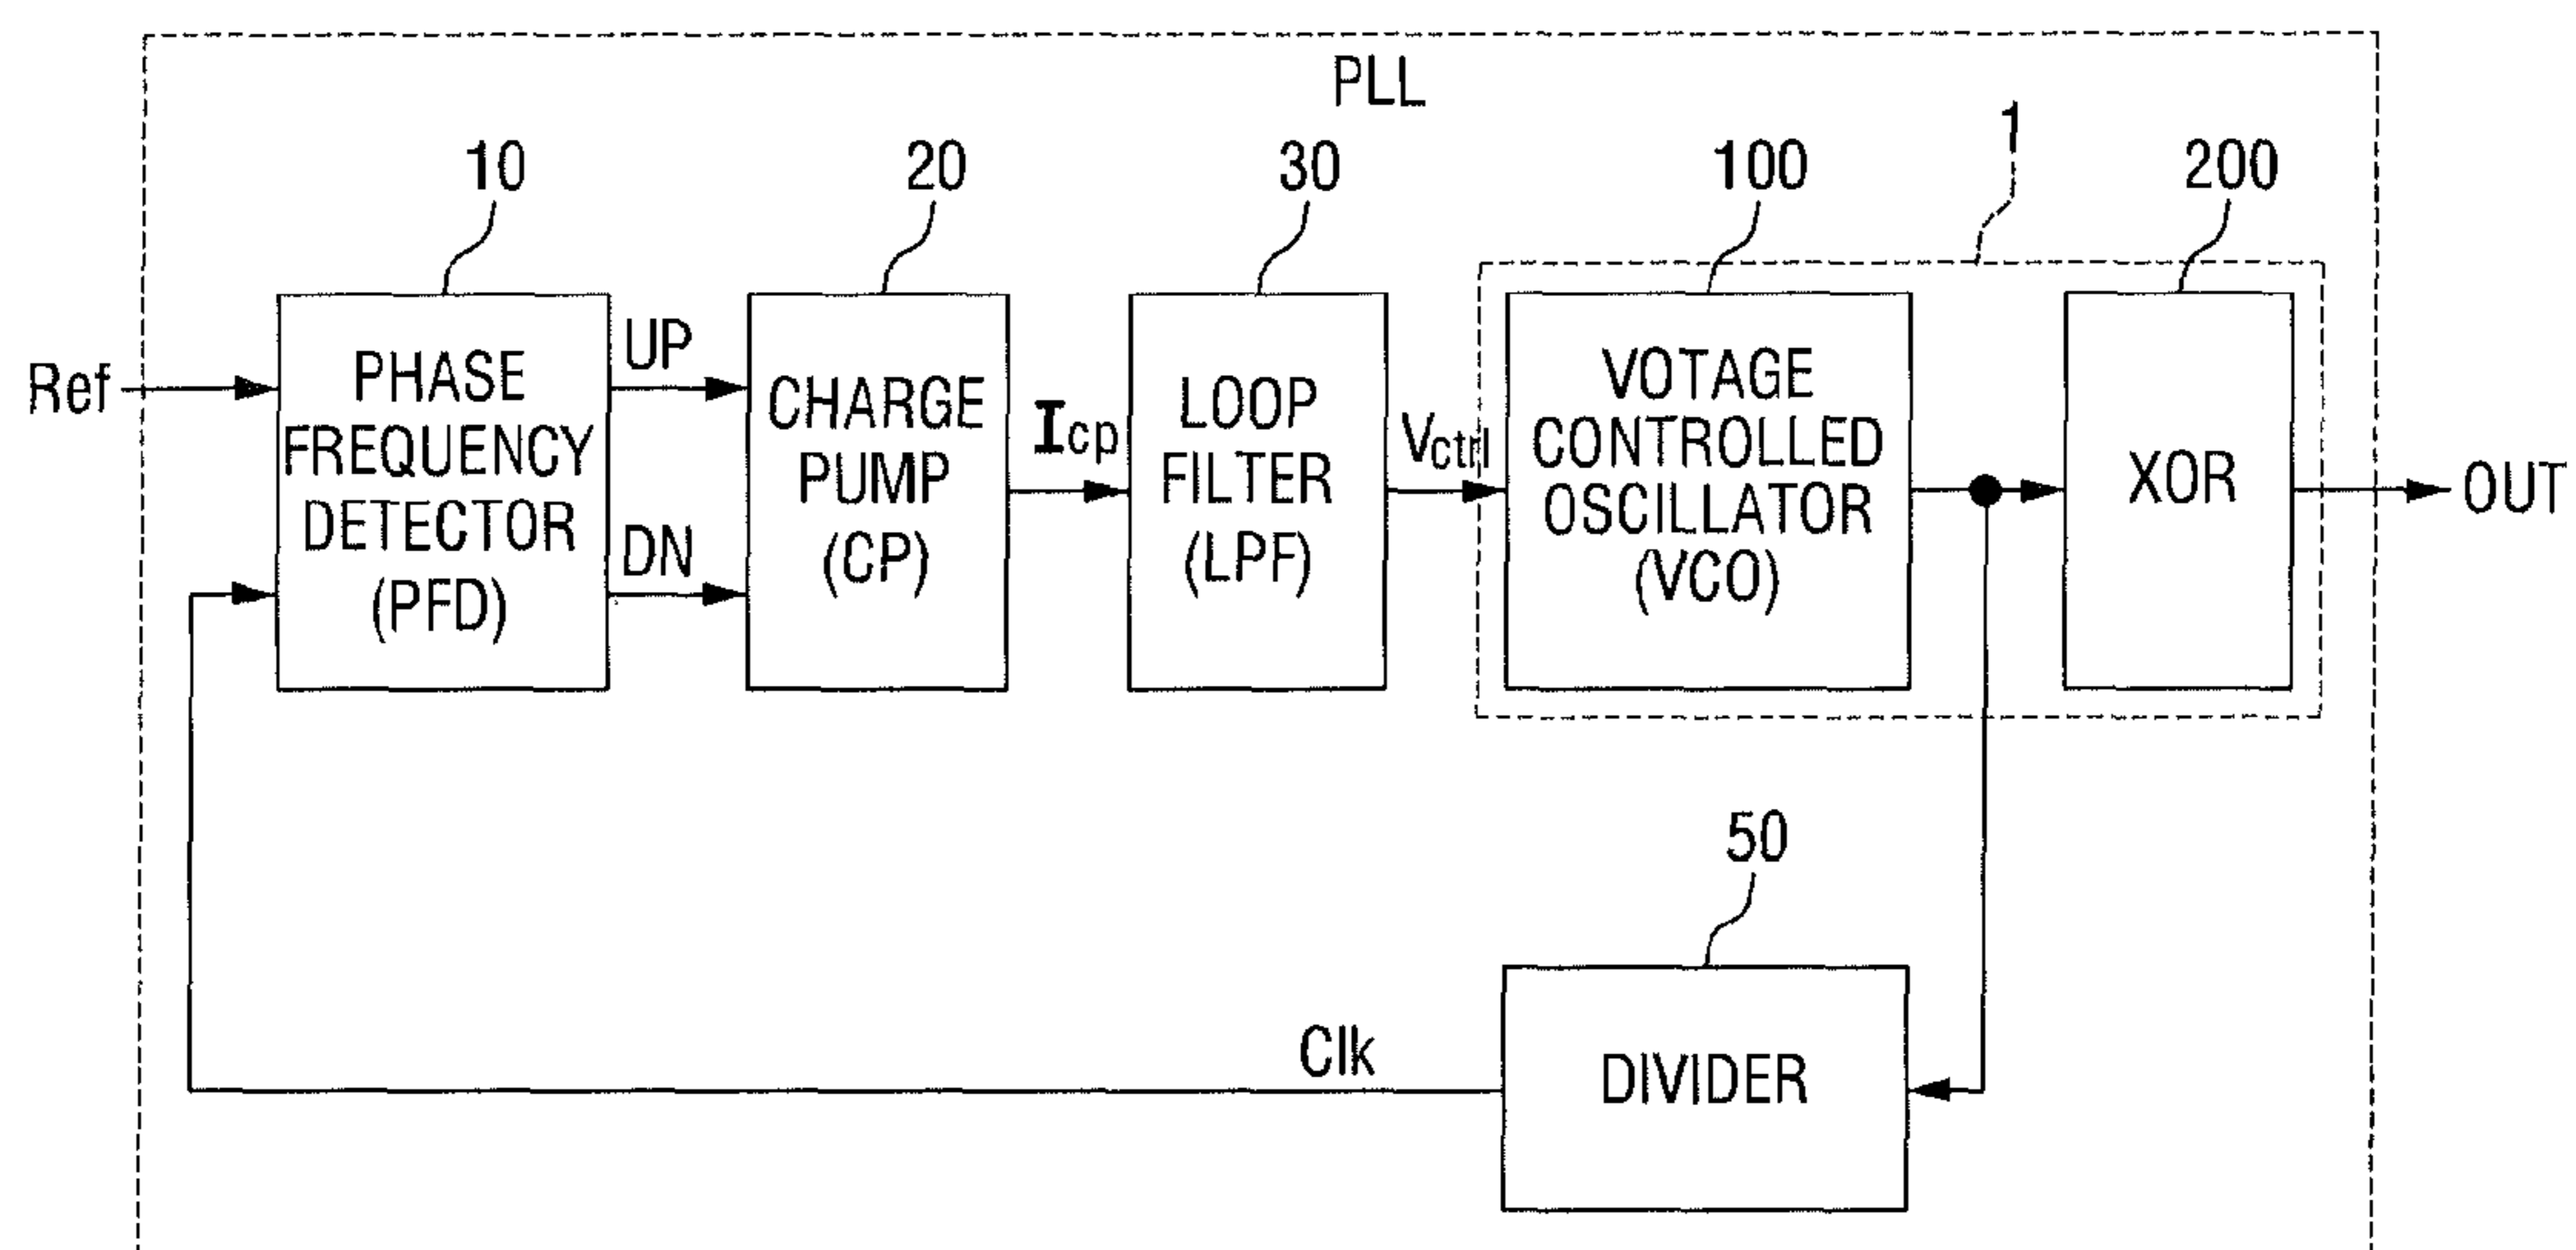 PLL
1
10
20
30
100
200
Ref
PHASE
FREQUENCY
DETECTOR
(PFD)
UP
DN
CHARGE
PUMP
(CP)
Icp
LOOP
FILTER
(LPF)
Vctrl
VOTAGE
CONTROLLED
OSCILLATOR
(VCO)
XOR
OUT
50
DIVIDER
Clk